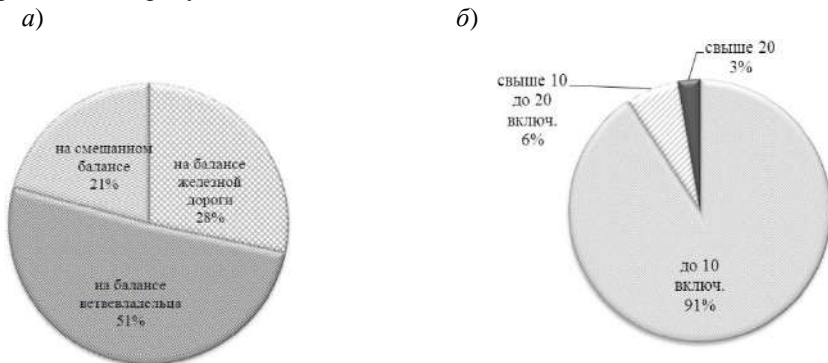 а)
б)
на смешанном
балансе
21%
на балансе
железной
дороги
28%
на балансе
ветвевладельца
51%
свыше 20
3%
свыше 10
до 20
включ.
6%
до 10
включ.
91%